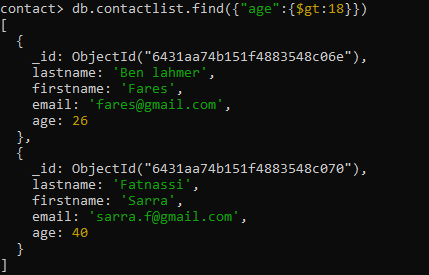 contact> db.contactlist.find({"age":{$gt:18}})
[
  {
    _id: ObjectId("6431aa74b151f4883548c06e"),
    lastname: 'Ben lahmer',
    firstname: 'Fares',
    email: 'fares@gmail.com',
    age: 26
  },
  {
    _id: ObjectId("6431aa74b151f4883548c070"),
    lastname: 'Fatnassi',
    firstname: 'Sarra',
    email: 'sarra.f@gmail.com',
    age: 40
  }
]